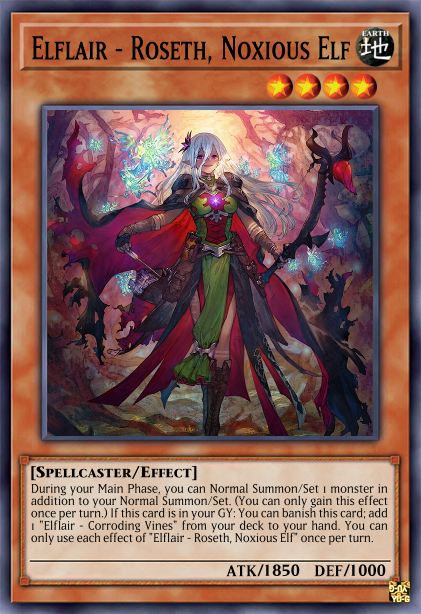 Elflair - Roseth, Noxious Elf
EARTH
地
[Spellcaster/Effect]
During your Main Phase, you can Normal Summon/Set 1 monster in
addition to your Normal Summon/Set. (You can only gain this effect
once per turn.) If this card is in your GY: You can banish this card; add
1 "Elflair - Corroding Vines" from your deck to your hand. You can
only use each effect of "Elflair - Roseth, Noxious Elf" once per turn.
ATK/1850 DEF/1000